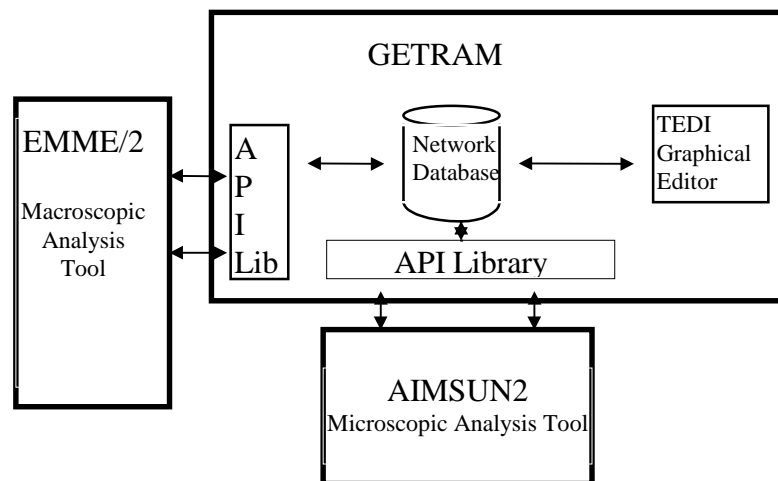 GETRAM
EMME/2
Macroscopic
Analysis
Tool
A
P
I
Lib
Network
Database
TEDI
Graphical
Editor
API Library
AIMSUN2
Microscopic Analysis Tool